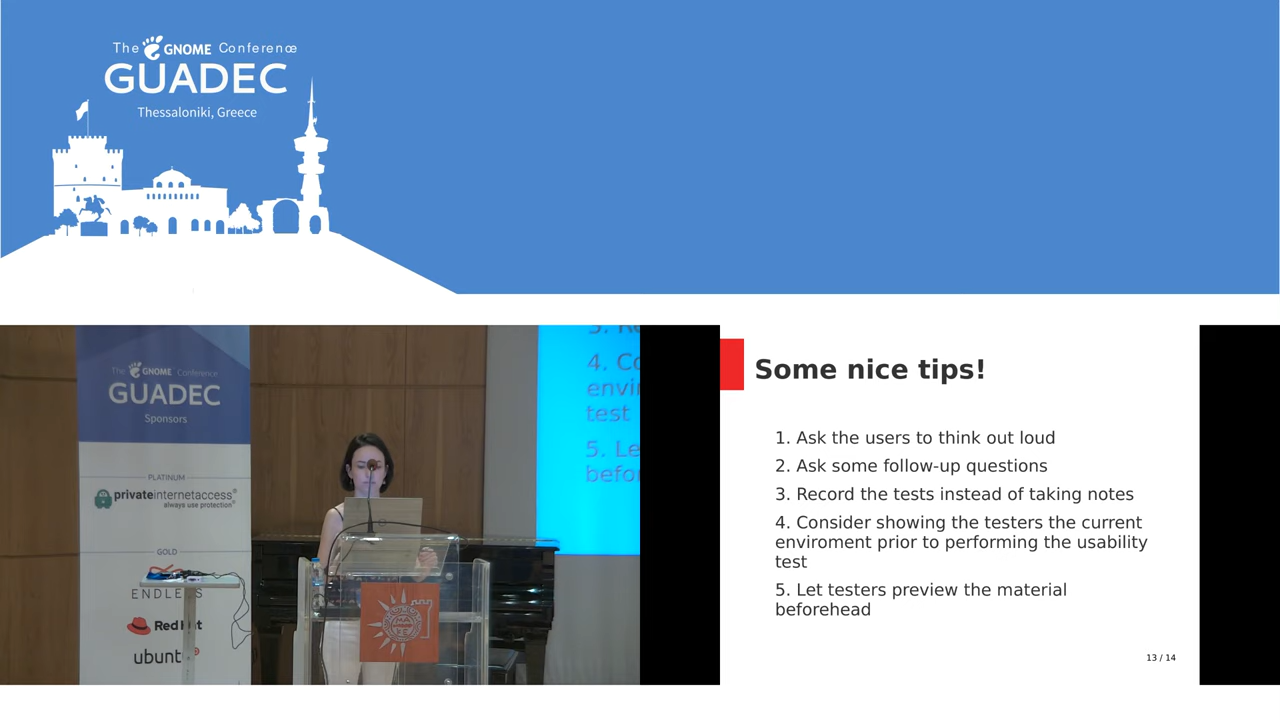 The GNOME Conference
GUADEC
Thessaloniki, Greece
The GNOME Conference
GUADEC
Sponsors
PLATINUM
privateinternetaccess®
always use protection®
GOLD
ENDLESS
Red Hat
ubuntu
4. Co
envir
test
5. Le
befor
Some nice tips!
1. Ask the users to think out loud
2. Ask some follow-up questions
3. Record the tests instead of taking notes
4. Consider showing the testers the current
enviroment prior to performing the usability
test
5. Let testers preview the material
beforehead
13 / 14